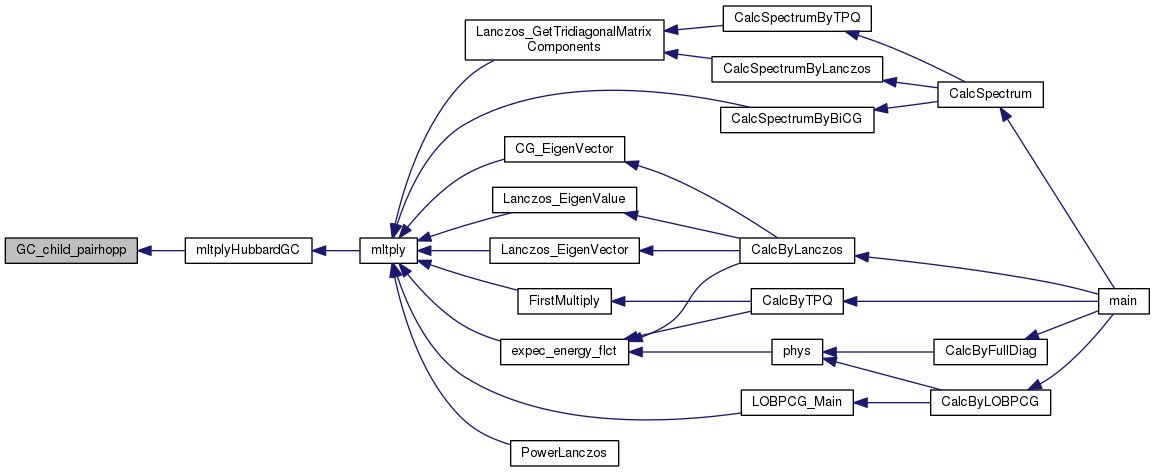 GC_child_pairhopp
mltplyHubbardGC
mltply
Lanczos_GetTridiagonalMatrix
Components
CalcSpectrumByTPQ
CalcSpectrumByLanczos
CalcSpectrumByBiCG
CalcSpectrum
CG_EigenVector
Lanczos_EigenValue
Lanczos_EigenVector
CalcByLanczos
FirstMultiply
CalcByTPQ
main
expec_energy_flct
phys
CalcByFullDiag
LOBPCG_Main
CalcByLOBPCG
PowerLanczos